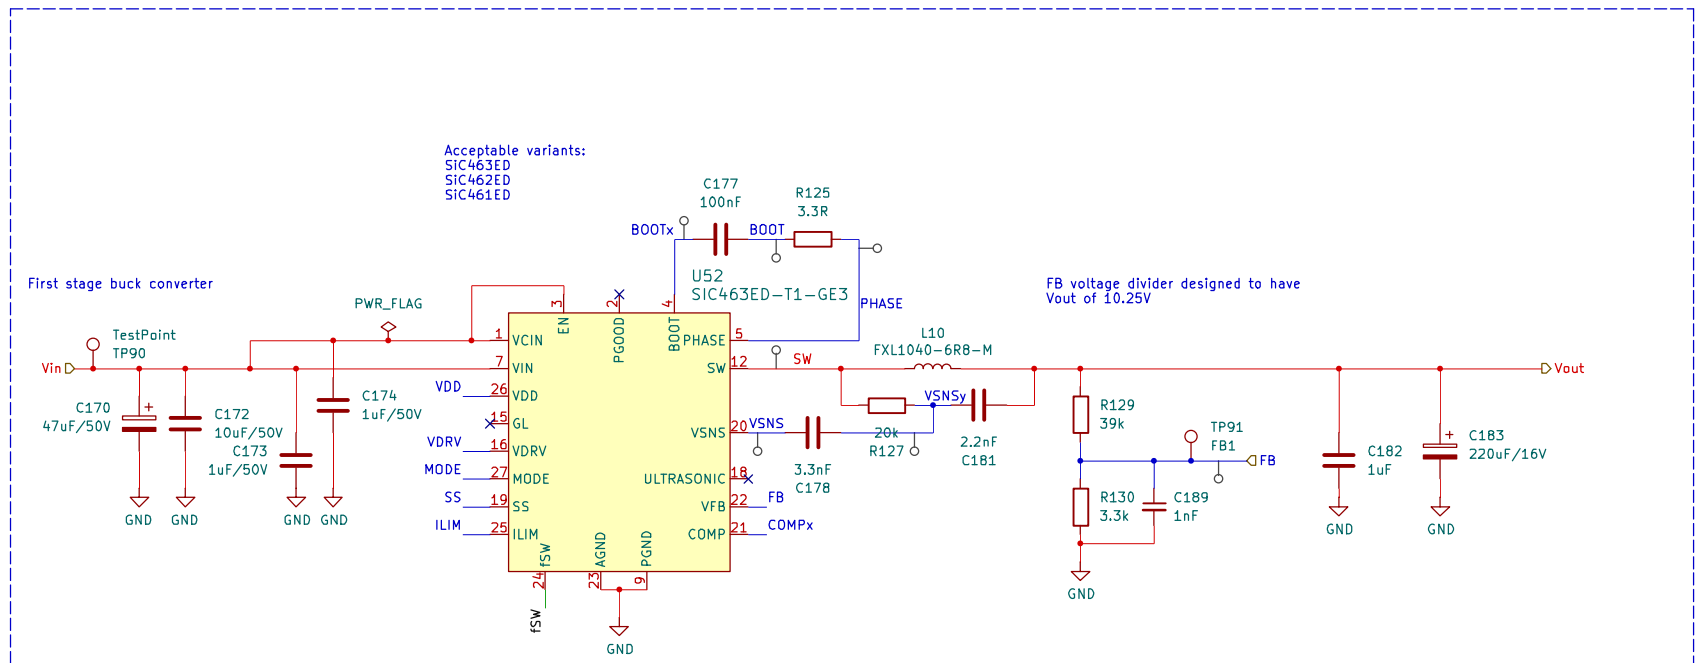 Acceptable variants:
SiC463ED
SiC462ED
SiC461ED
C177
100nF
R125
3.3R
BOOTx
BOOT
First stage buck converter
PWR_FLAG
U52
SIC463ED-T1-GE3
PHASE
FB voltage divider designed to have
Vout of 10.25V
TestPoint
TP90
Vin
C170
47uF/50V
C172
10uF/50V
C173
1uF/50V
C174
1uF/50V
GND
GND
GND
GND
3
EN
2
PGOOD
4
BOOT
1
VCIN
7
VIN
VDD
26
VDD
15
GL
VDRV
16
VDRV
MODE
27
MODE
SS
19
SS
ILIM
25
ILIM
5
PHASE
12
SW
SW
20
VSNS
VSNS
18
ULTRASONIC
22
VFB
FB
21
COMP
COMPx
24
fSW
fSW
23
AGND
9
PGND
GND
L10
FXL1040-6R8-M
VSNSy
20k
R127
2.2nF
C181
3.3nF
C178
R129
39k
TP91
FB1
FB
R130
3.3k
C189
1nF
GND
C182
1uF
GND
C183
220uF/16V
GND
Vout